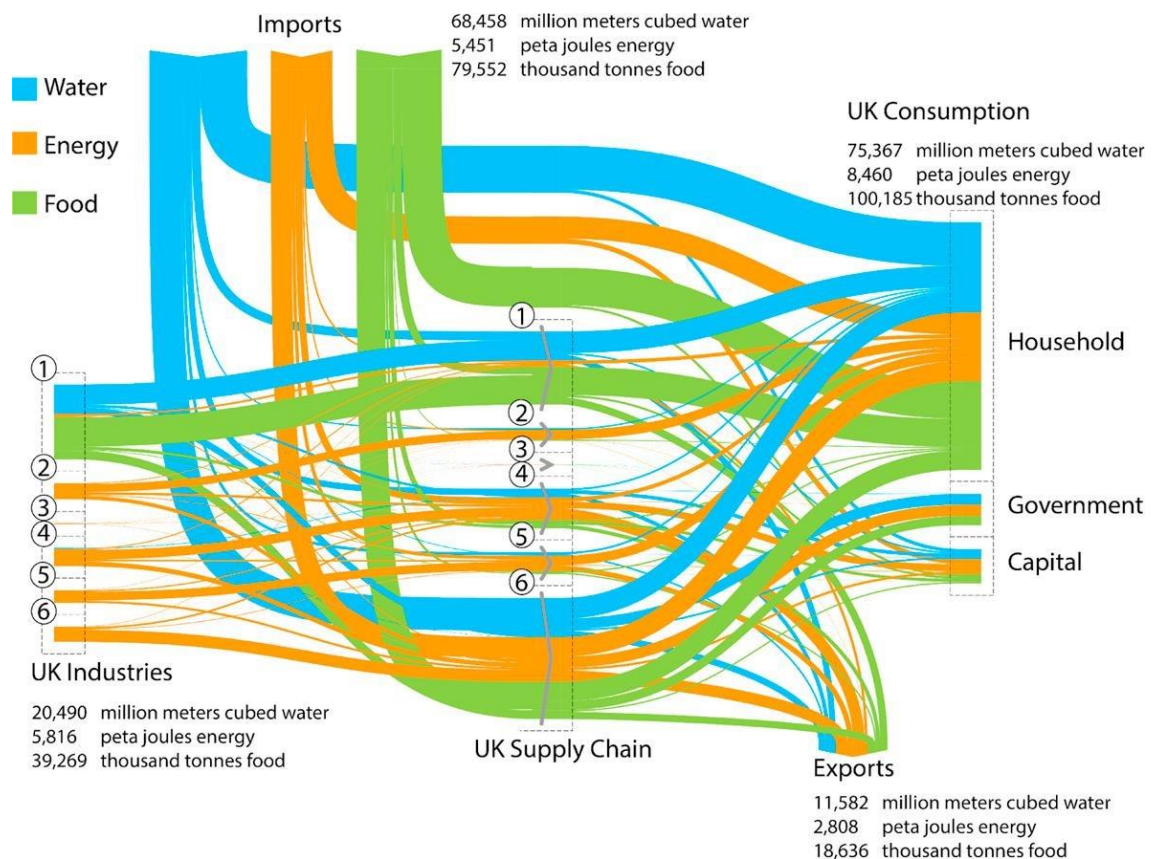 Imports
68,458 million meters cubed water
5,451 peta joules energy
79,552 thousand tonnes food
Water
Energy
Food
UK Consumption
75,367 million meters cubed water
8,460 peta joules energy
100,185 thousand tonnes food
Household
Government
Capital
1
2
3
4
5
6
1
2
3
4
5
6
UK Industries
20,490 million meters cubed water
5,816 peta joules energy
39,269 thousand tonnes food
UK Supply Chain
Exports
11,582 million meters cubed water
2,808 peta joules energy
18,636 thousand tonnes food